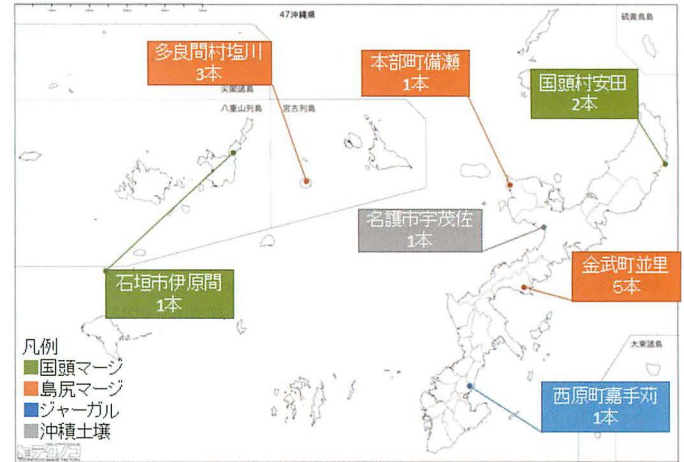 47沖縄県
硫黄鳥島
多良間村塩川
3本
本部町備瀬
1本
国頭村安田
2本
尖閣諸島
八重山列島
宮古列島
名護市宇茂佐
1本
金武町並里
5本
石垣市伊原間
1本
大東諸島
西原町嘉手苅
1本
凡例
国頭マージ
島尻マージ
ジャーガル
沖積土壌
テクノコ